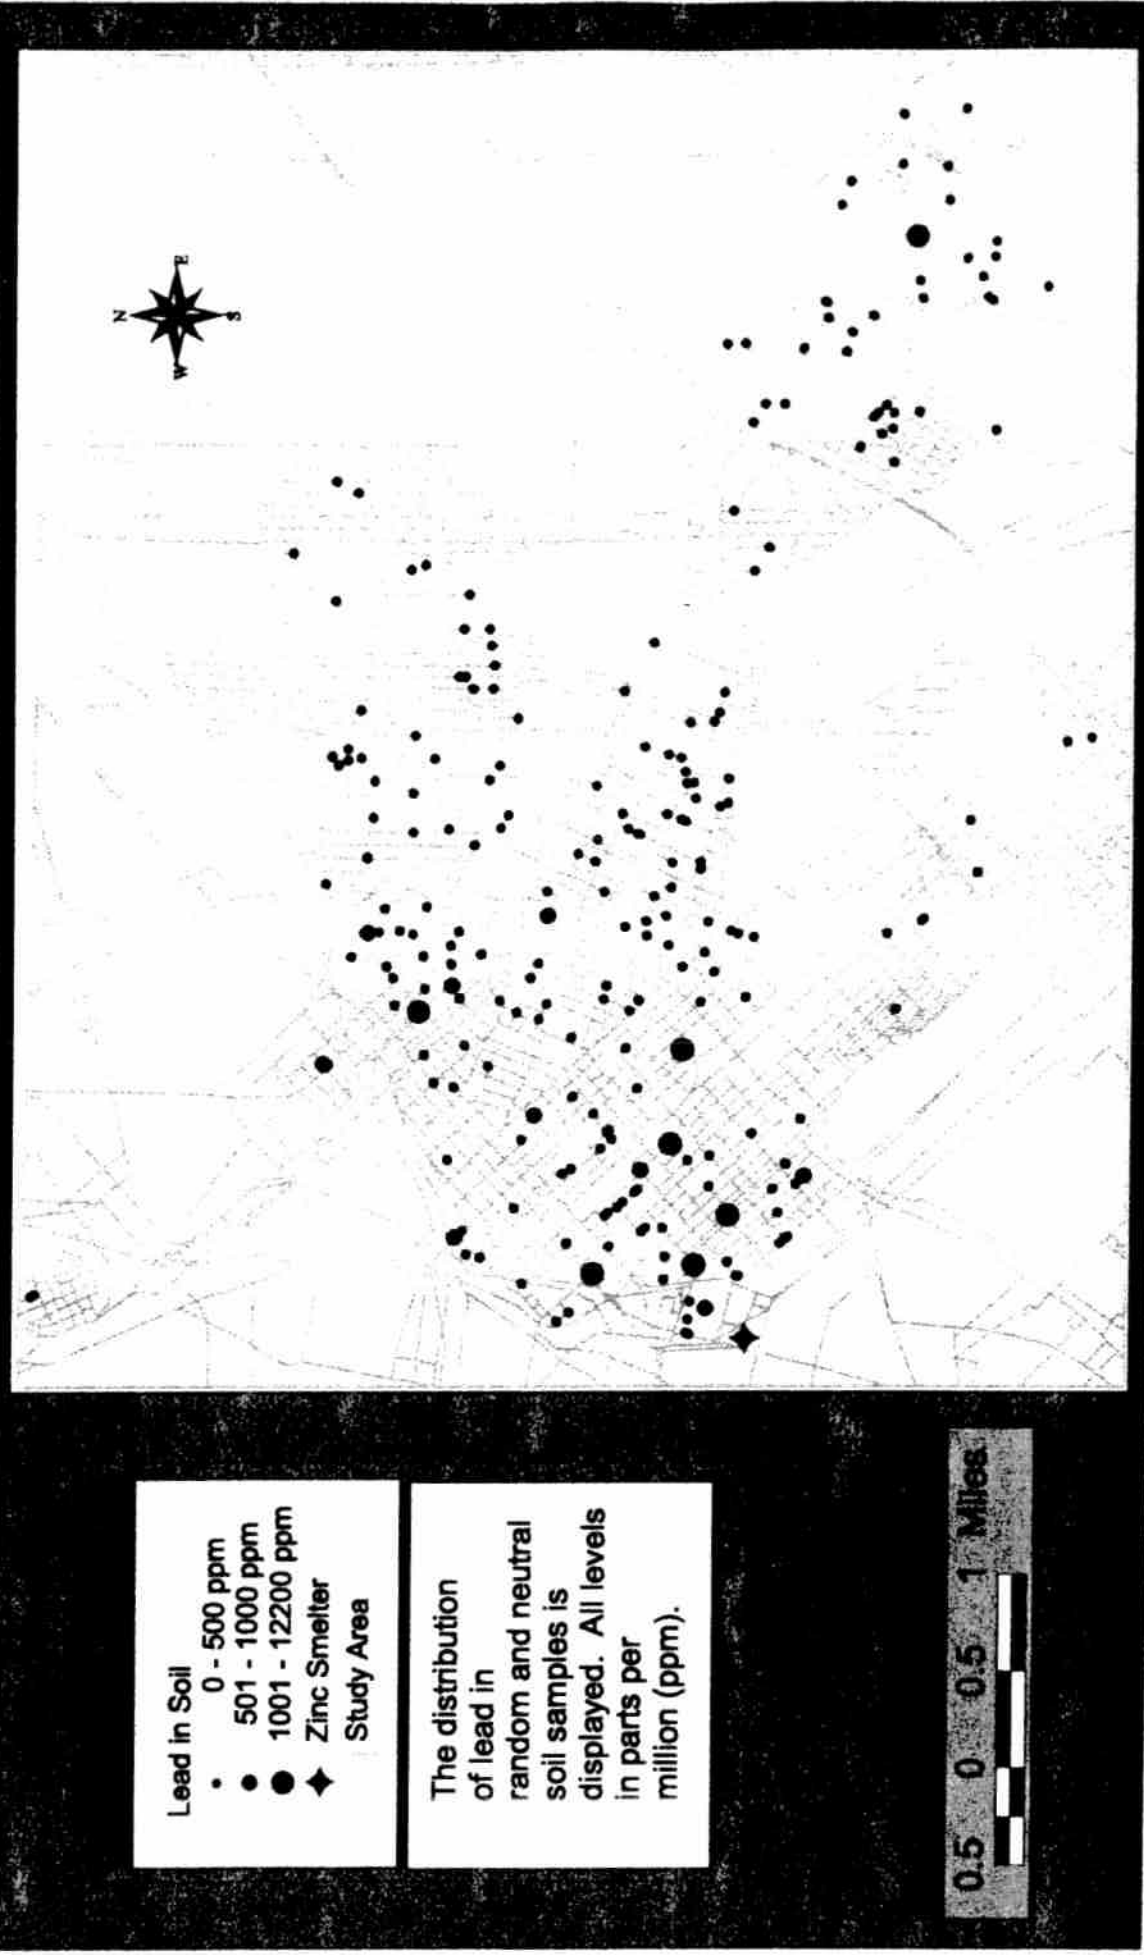 N
E
W
S
Lead in Soil
0 - 500 ppm
501 - 1000 ppm
1001 - 12200 ppm
Zinc Smelter
Study Area
The distribution
of lead in
random and neutral
soil samples is
displayed. All levels
in parts per
million (ppm).
0.5 0 0.5 1 Miles